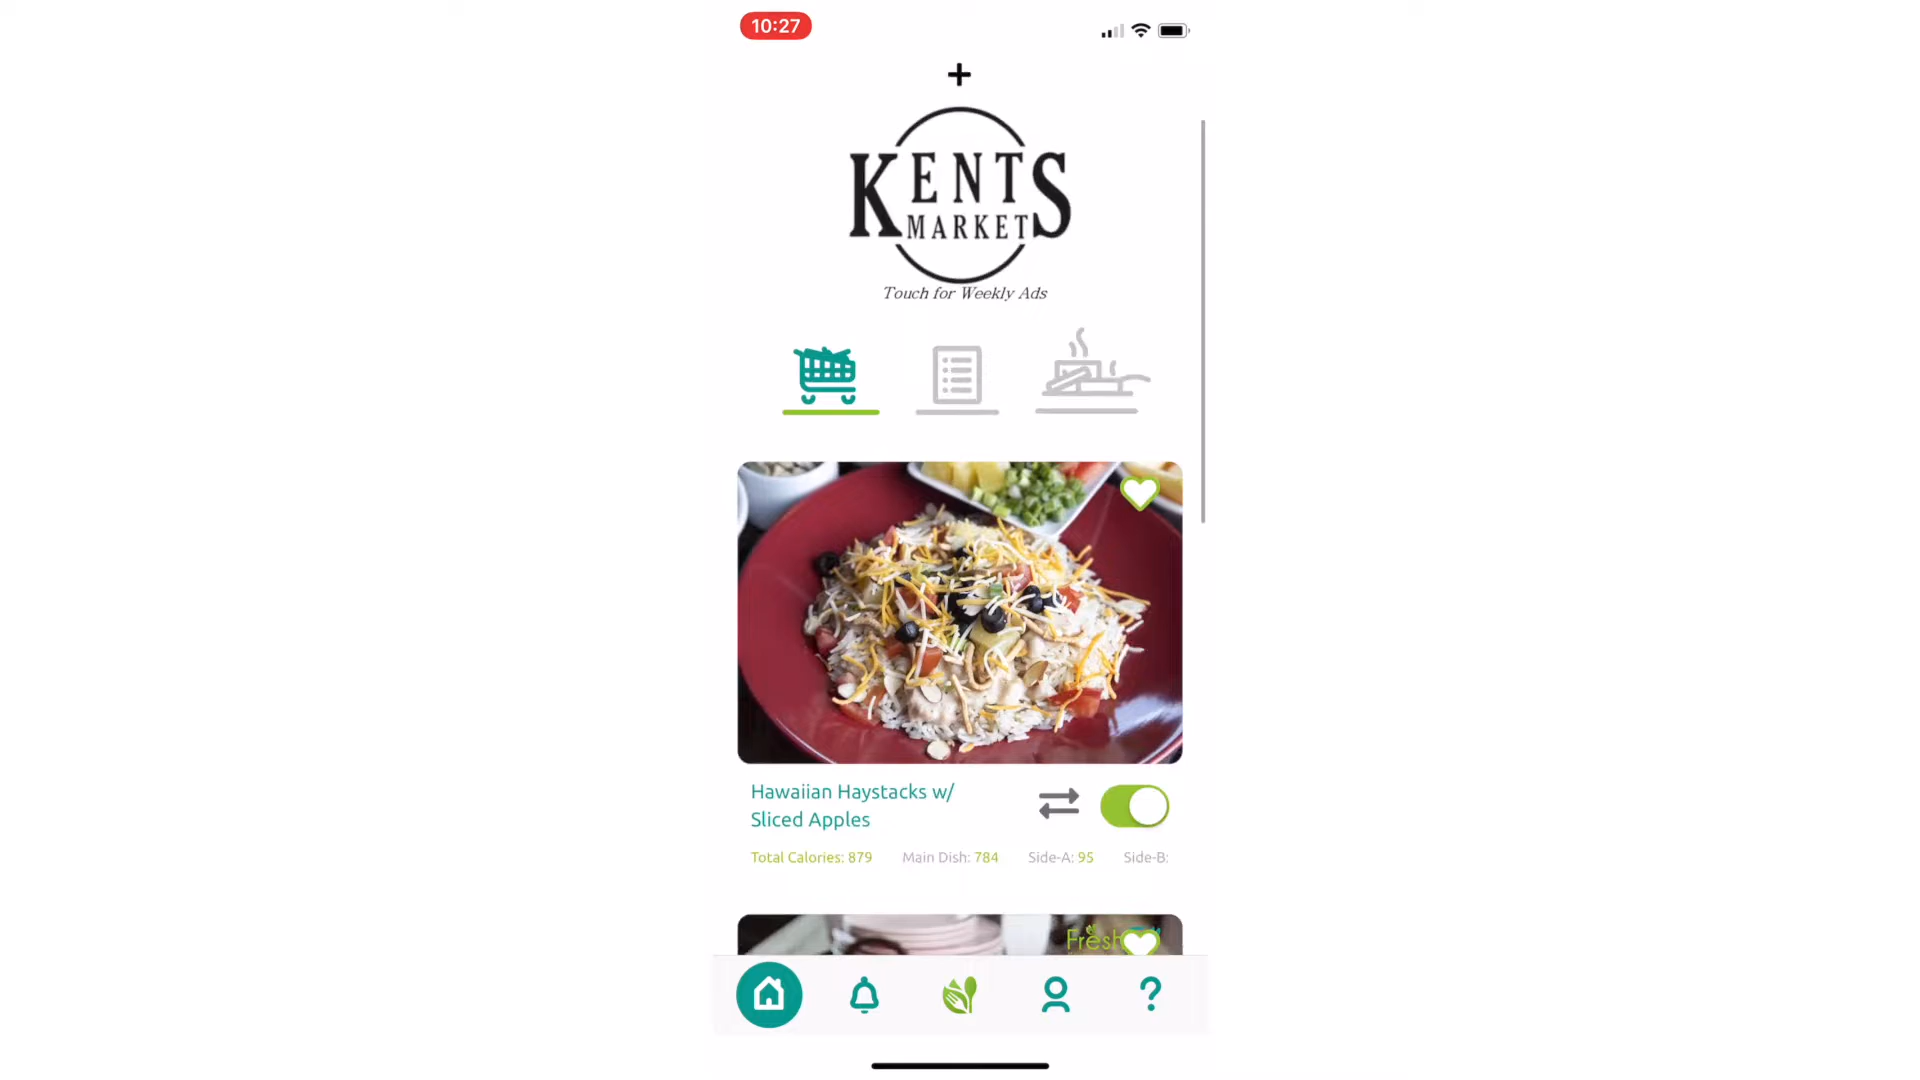 10:27
KENTS
MARKET
Touch for Weekly Ads
Hawaiian Haystacks w/
Sliced Apples
Total Calories: 879 Main Dish: 784 Side-A: 95 Side-B:
Fresh